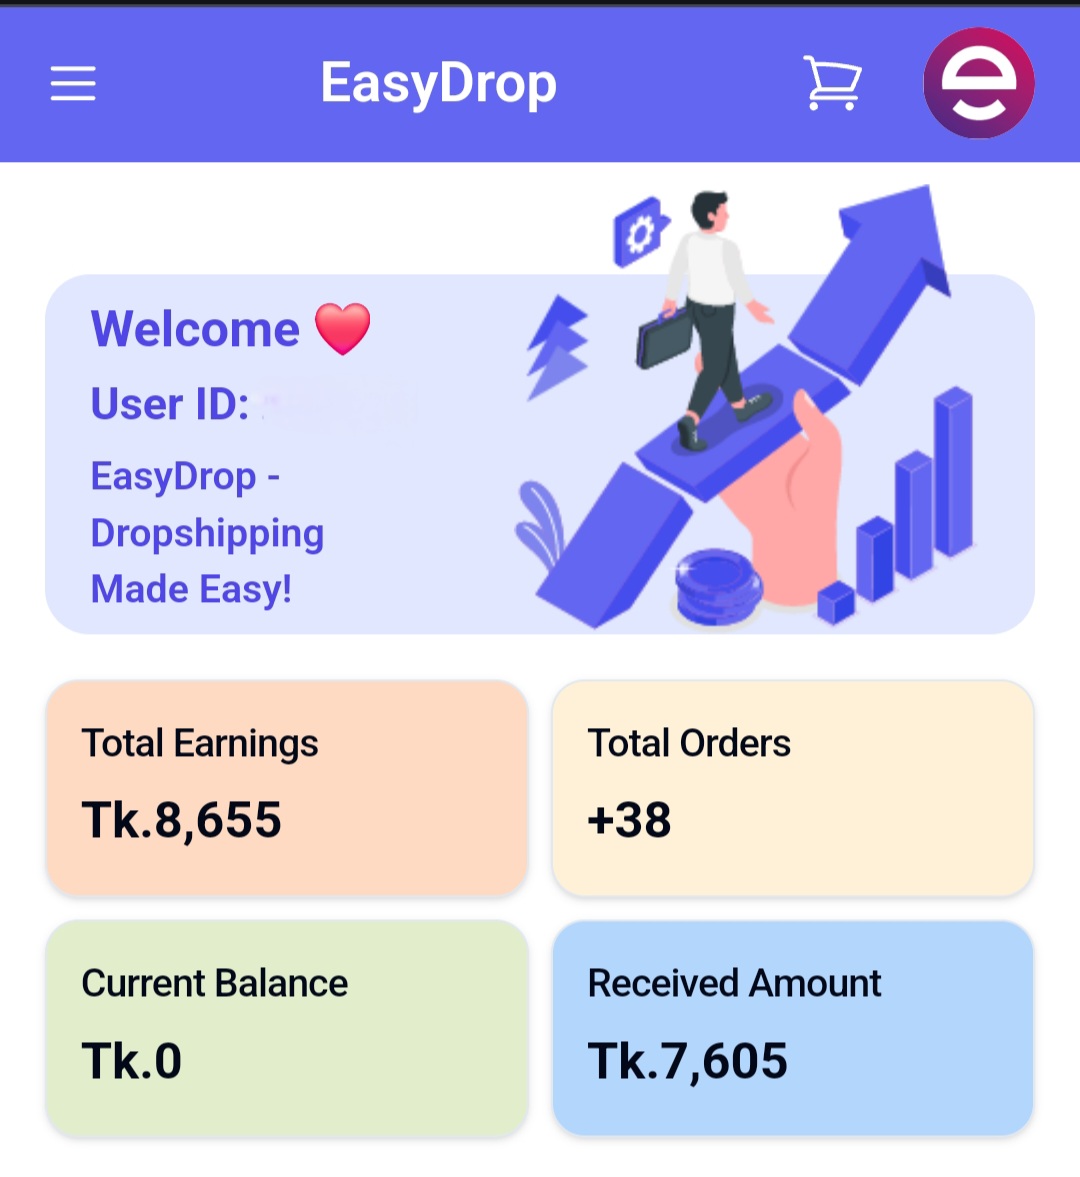 EasyDrop
Welcome ❤️
User ID:
EasyDrop -
Dropshipping
Made Easy!
Total Earnings
Tk.8,655
Total Orders
+38
Current Balance
Tk.0
Received Amount
Tk.7,605